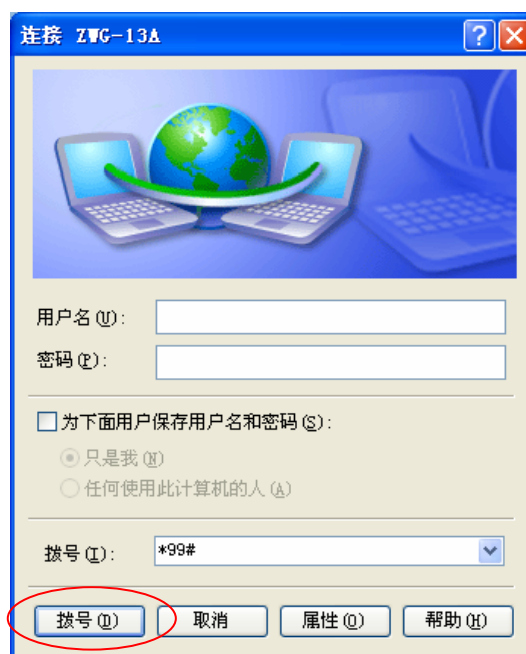 连接 ZWG-13A
用户名(U):
密码(P):
为下面用户保存用户名和密码(S):
只是我(N)
任何使用此计算机的人(A)
拨号(I): *99#
拨号(D) 取消 属性(O) 帮助(H)